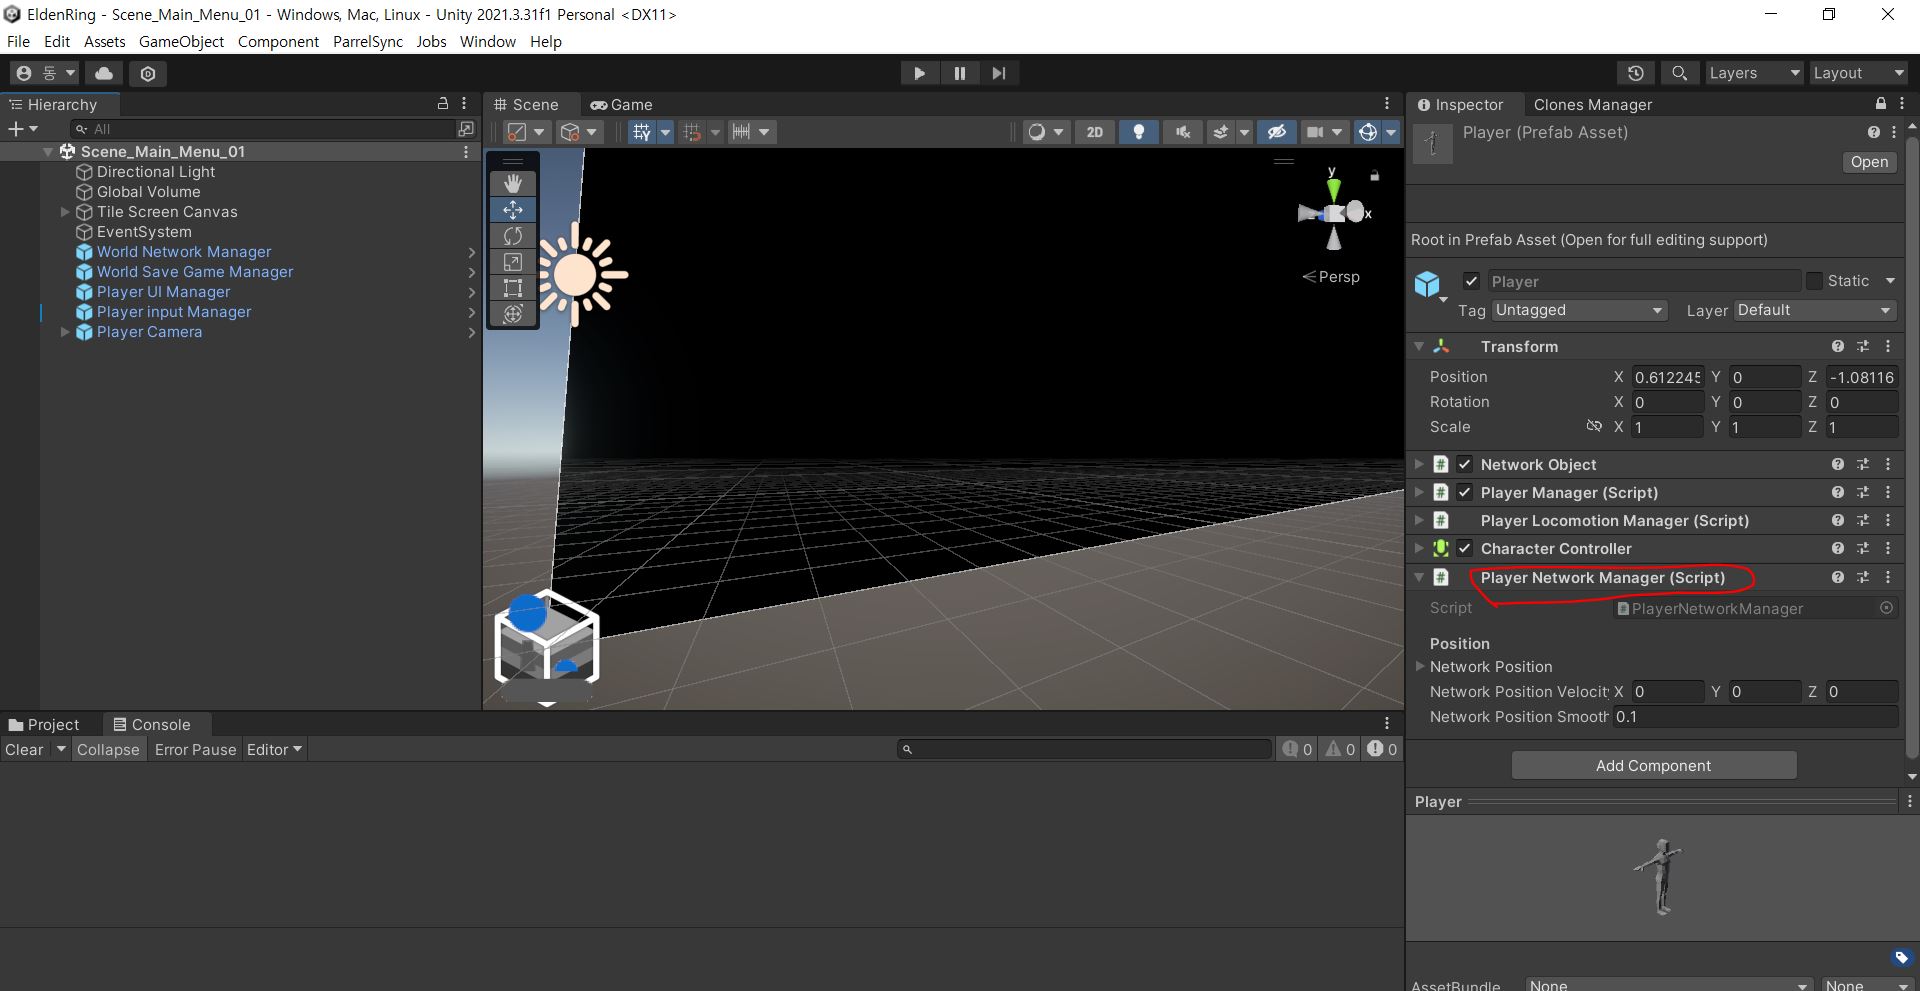 EldenRing - Scene_Main_Menu_01 - Windows, Mac, Linux - Unity 2021.3.31f1 Personal <DX11>
File Edit Assets GameObject Component ParrelSync Jobs Window Help
동
Layers
Layout
Hierarchy
All
Scene_Main_Menu_01
Directional Light
Global Volume
Tile Screen Canvas
EventSystem
World Network Manager
World Save Game Manager
Player UI Manager
Player input Manager
Player Camera
Scene Game
2D
y
x
z
Persp
Project Console
Clear Collapse Error Pause Editor
0 0 0
Inspector Clones Manager
Player (Prefab Asset)
Open
Root in Prefab Asset (Open for full editing support)
Player Static
Tag Untagged Layer Default
Transform
Position X 0.612245 Y 0 Z -1.08116
Rotation X 0 Y 0 Z 0
Scale X 1 Y 1 Z 1
Network Object
Player Manager (Script)
Player Locomotion Manager (Script)
Character Controller
Player Network Manager (Script)
Script PlayerNetworkManager
Position
Network Position
Network Position Velocit X 0 Y 0 Z 0
Network Position Smooth 0.1
Add Component
Player
AssetBundle None None